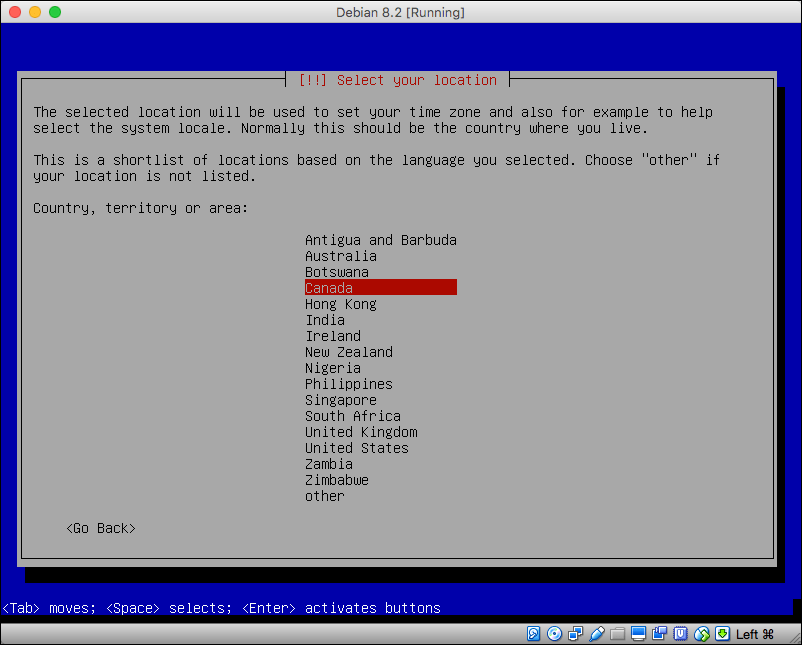 Debian 8.2 [Running]
[!!] Select your location
The selected location will be used to set your time zone and also for example to help
select the system locale. Normally this should be the country where you live.
This is a shortlist of locations based on the language you selected. Choose "other" if
your location is not listed.
Country, territory or area:
Antigua and Barbuda
Australia
Botswana
Canada
Hong Kong
India
Ireland
New Zealand
Nigeria
Philippines
Singapore
South Africa
United Kingdom
United States
Zambia
Zimbabwe
other
<Go Back>
<Tab> moves; <Space> selects; <Enter> activates buttons
Left ⌘